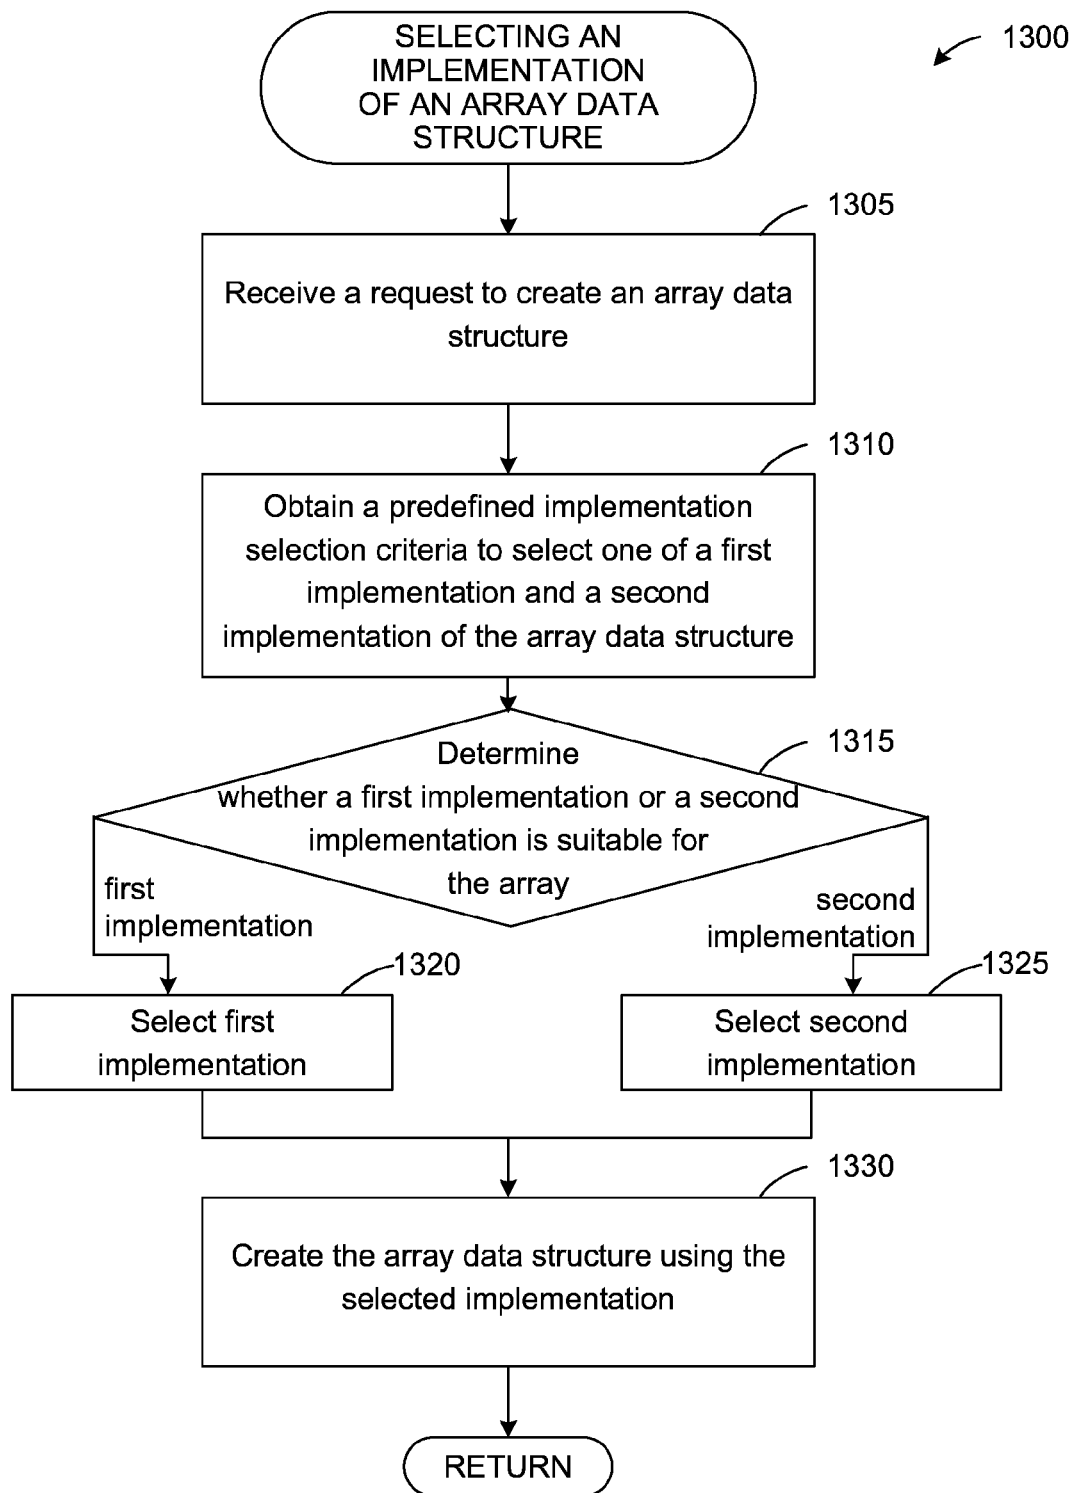 SELECTING AN
IMPLEMENTATION
OF AN ARRAY DATA
STRUCTURE
1300
1305
Receive a request to create an array data
structure
1310
Obtain a predefined implementation
selection criteria to select one of a first
implementation and a second
implementation of the array data structure
1315
Determine
whether a first implementation or a second
implementation is suitable for
the array
first
implementation
second
implementation
1320
Select first
implementation
1325
Select second
implementation
1330
Create the array data structure using the
selected implementation
RETURN